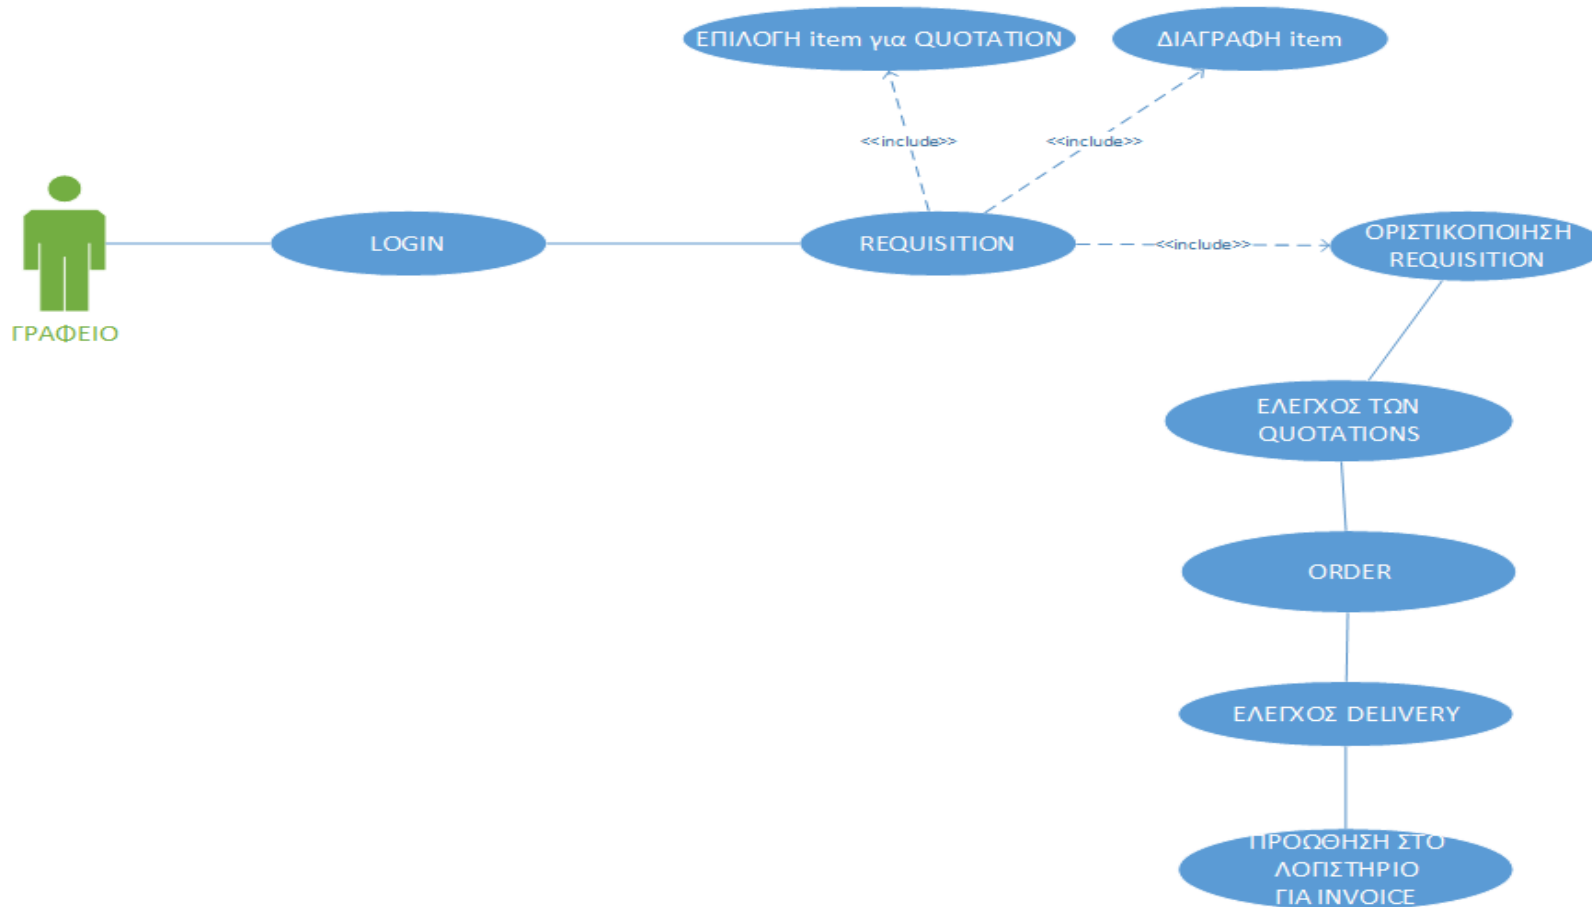 ΕΠΙΛΟΓΗ item για QUOTATION
ΔΙΑΓΡΑΦΗ item
<<include>>
<<include>>
LOGIN
REQUISITION
<<include>>
ΟΡΙΣΤΙΚΟΠΟΙΗΣΗ
REQUISITION
ΓΡΑΦΕΙΟ
ΕΛΕΓΧΟΣ ΤΩΝ
QUOTATIONS
ORDER
ΕΛΕΓΧΟΣ DELIVERY
ΠΡΟΩΘΗΣΗ ΣΤΟ
ΛΟΓΙΣΤΗΡΙΟ
ΓΙΑ INVOICE